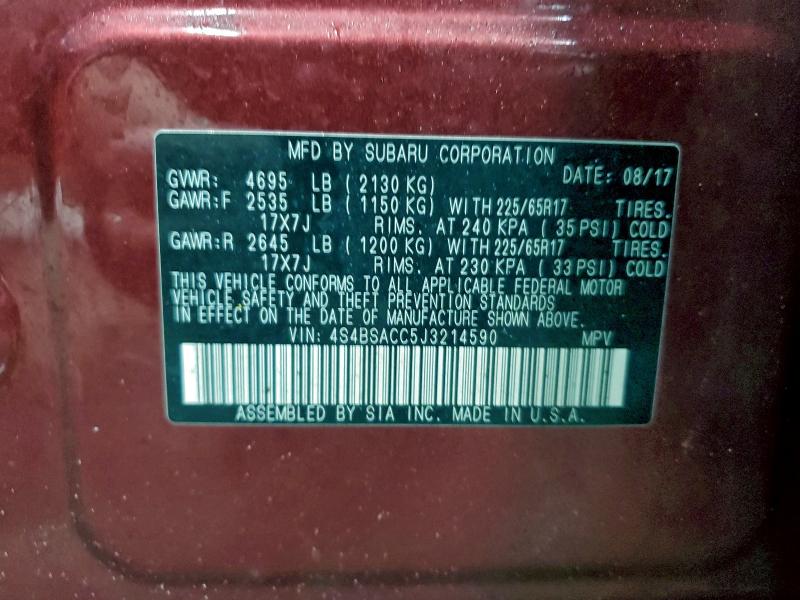 MFD BY SUBARU CORPORATION
GVWR: 4695 LB ( 2130 KG) DATE: 08/17
GAWR:F 2535 LB ( 1150 KG) WITH 225/65R17 TIRES.
17X7J RIMS. AT 240 KPA ( 35 PSI) COLD
GAWR:R 2645 LB ( 1200 KG) WITH 225/65R17 TIRES.
17X7J RIMS. AT 230 KPA ( 33 PSI) COLD
THIS VEHICLE CONFORMS TO ALL APPLICABLE FEDERAL MOTOR
VEHICLE SAFETY AND THEFT PREVENTION STANDARDS
IN EFFECT ON THE DATE OF MANUFACTURE SHOWN ABOVE.
VIN: 4S4BSACC5J3214590 MPV
ASSEMBLED BY SIA INC. MADE IN U.S.A.